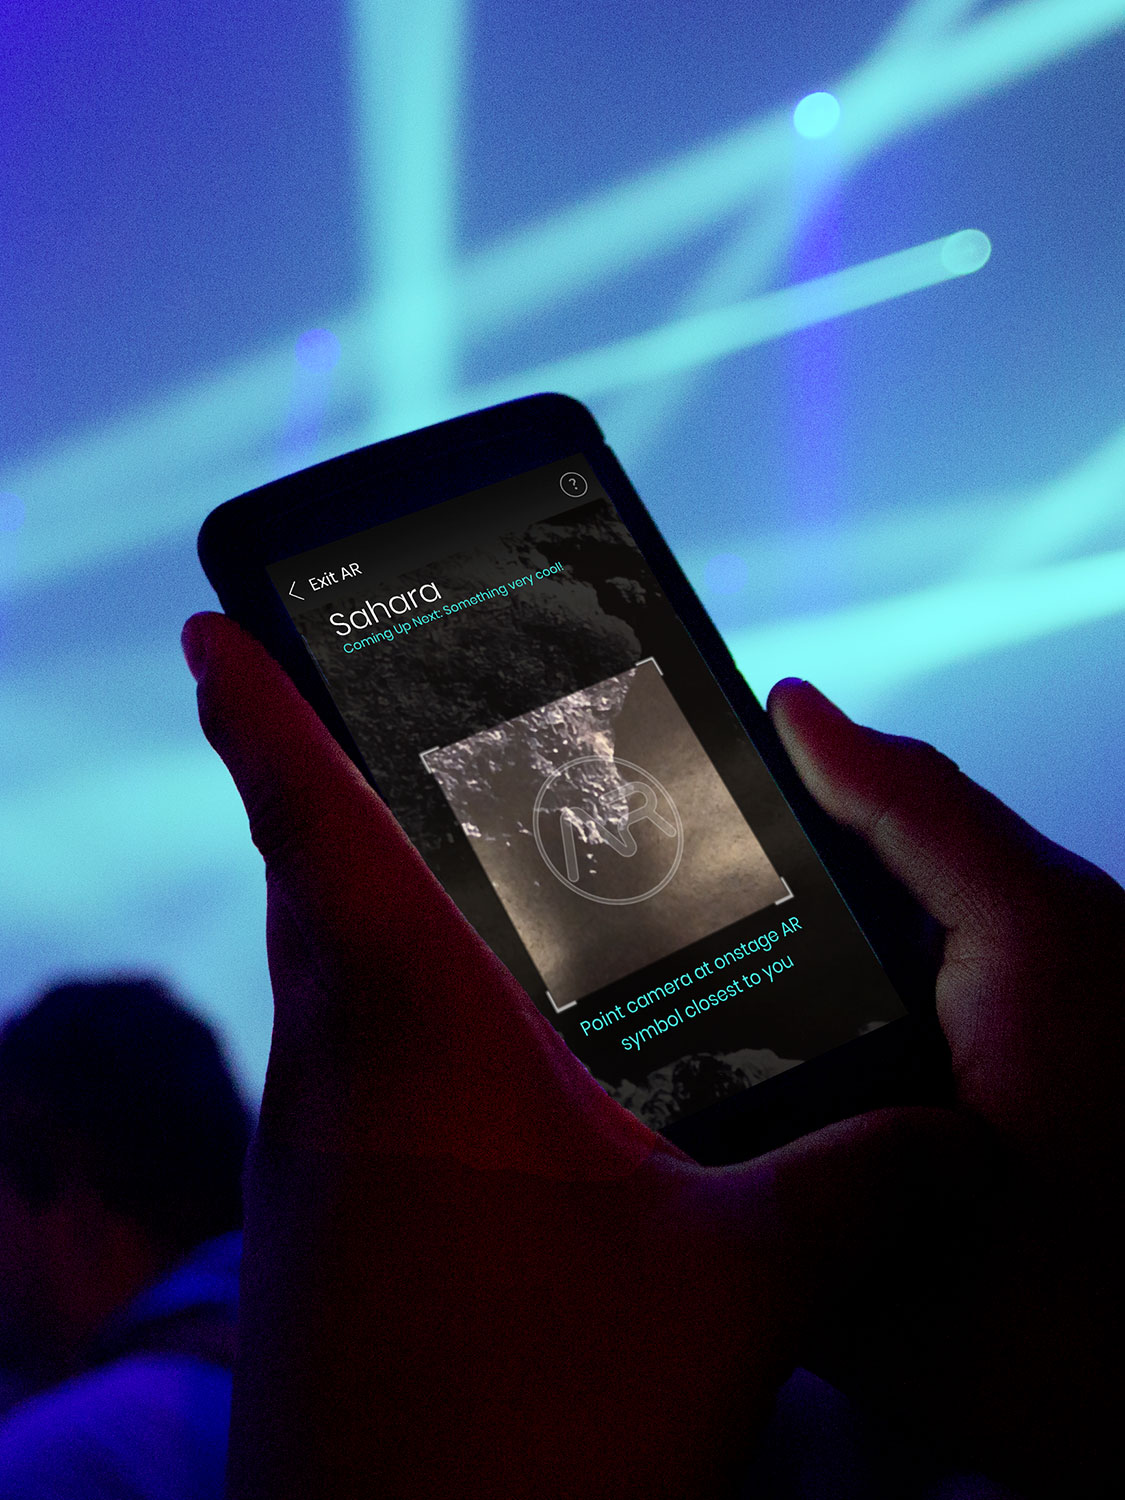 ?
Exit AR
Sahara
Coming Up Next: Something very cool!
AR
Point camera at onstage AR
symbol closest to you